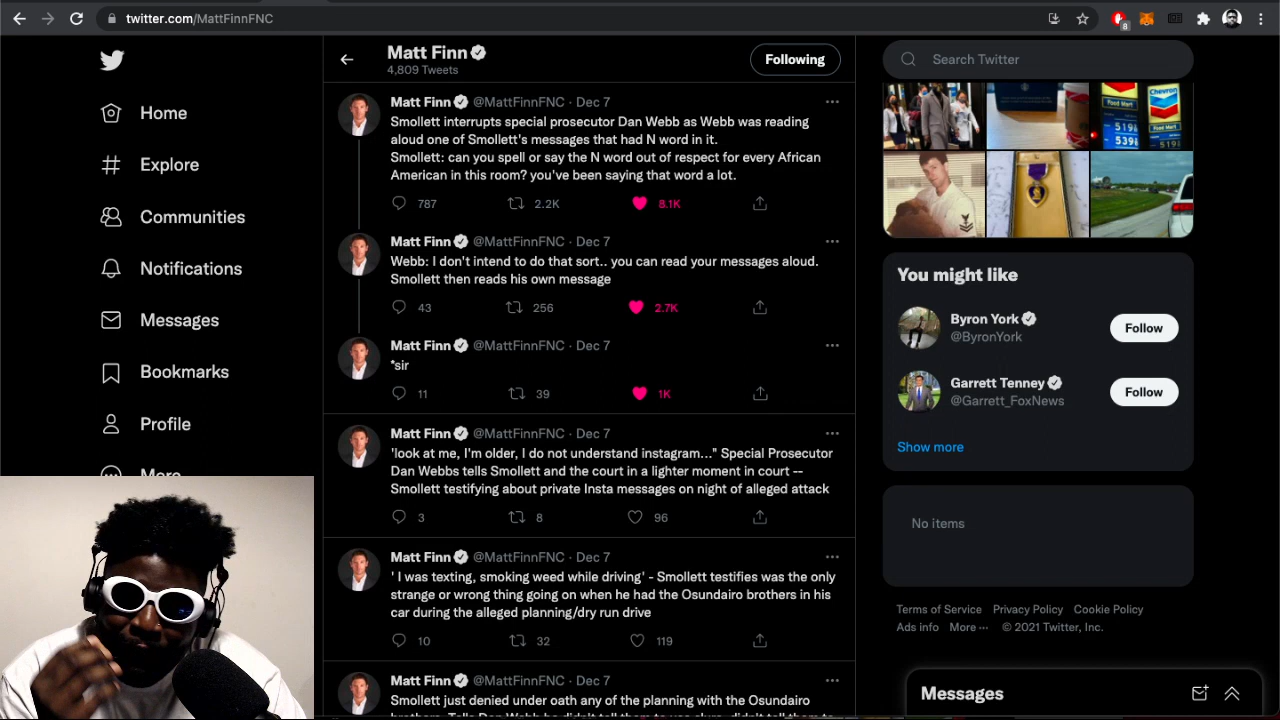 twitter.com/MattFinnFNC
8
Home
Explore
Communities
Notifications
Messages
Bookmarks
Profile
More
Matt Finn
4,809 Tweets
Following
Matt Finn @MattFinnFNC · Dec 7
Smollett interrupts special prosecutor Dan Webb as Webb was reading
aloud one of Smollett's messages that had N word in it.
Smollett: can you spell or say the N word out of respect for every African
American in this room? you've been saying that word a lot.
787 2.2K 8.1K
Matt Finn @MattFinnFNC · Dec 7
Webb: I don't intend to do that sort.. you can read your messages aloud.
Smollett then reads his own message
43 256 2.7K
Matt Finn @MattFinnFNC · Dec 7
*sir
11 39 1K
Matt Finn @MattFinnFNC · Dec 7
'look at me, I'm older, I do not understand instagram..." Special Prosecutor
Dan Webbs tells Smollett and the court in a lighter moment in court --
Smollett testifying about private Insta messages on night of alleged attack
3 8 96
Matt Finn @MattFinnFNC · Dec 7
' I was texting, smoking weed while driving' - Smollett testifies was the only
strange or wrong thing going on when he had the Osundairo brothers in his
car during the alleged planning/dry run drive
10 32 119
Matt Finn @MattFinnFNC · Dec 7
Smollett just denied under oath any of the planning with the Osundairo
Search Twitter
Chevron
Food Mart
519
539
Chevron
Food Mart
519
You might like
Byron York
@ByronYork
Follow
Garrett Tenney
@Garrett_FoxNews
Follow
Show more
No items
Terms of Service Privacy Policy Cookie Policy
Ads info More ··· © 2021 Twitter, Inc.
Messages